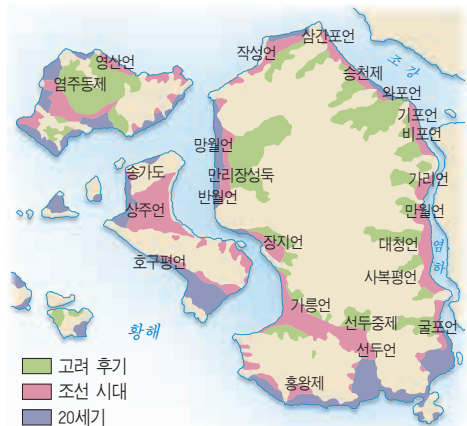 삼간포언
작성언
승천제
조강
와포언
영산언
염주동제
기포언
비포언
망월언
송가도
만리장성둑
가리언
반월언
상주언
만월언
장지언
대청언
염하
호구평언
사복평언
가릉언
선두중제
굴포언
황해
선두언
고려 후기
홍왕제
조선 시대
20세기